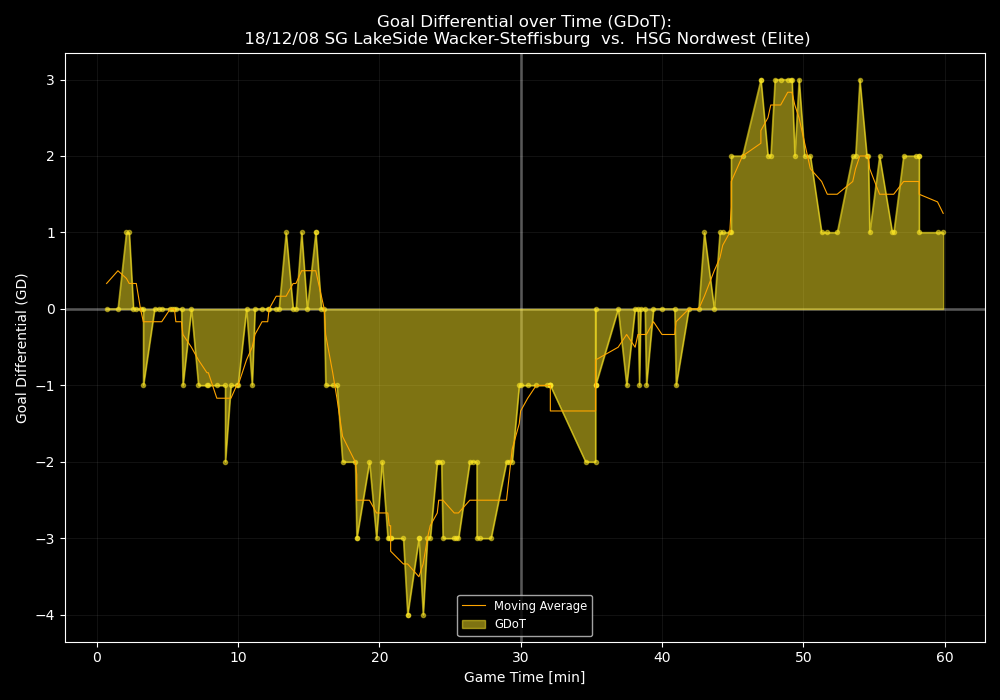 Goal Differential over Time (GDoT):
18/12/08 SG LakeSide Wacker-Steffisburg  vs.  HSG Nordwest (Elite)
Goal Differential (GD)
3
2
1
0
−1
−2
−3
−4
Moving Average
GDoT
0 10 20 30 40 50 60
Game Time [min]